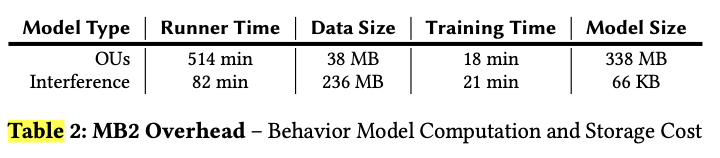 Model Type Runner Time Data Size Training Time Model Size
OUs 514 min 38 MB 18 min 338 MB
Interference 82 min 236 MB 21 min 66 KB
Table 2: MB2 Overhead – Behavior Model Computation and Storage Cost